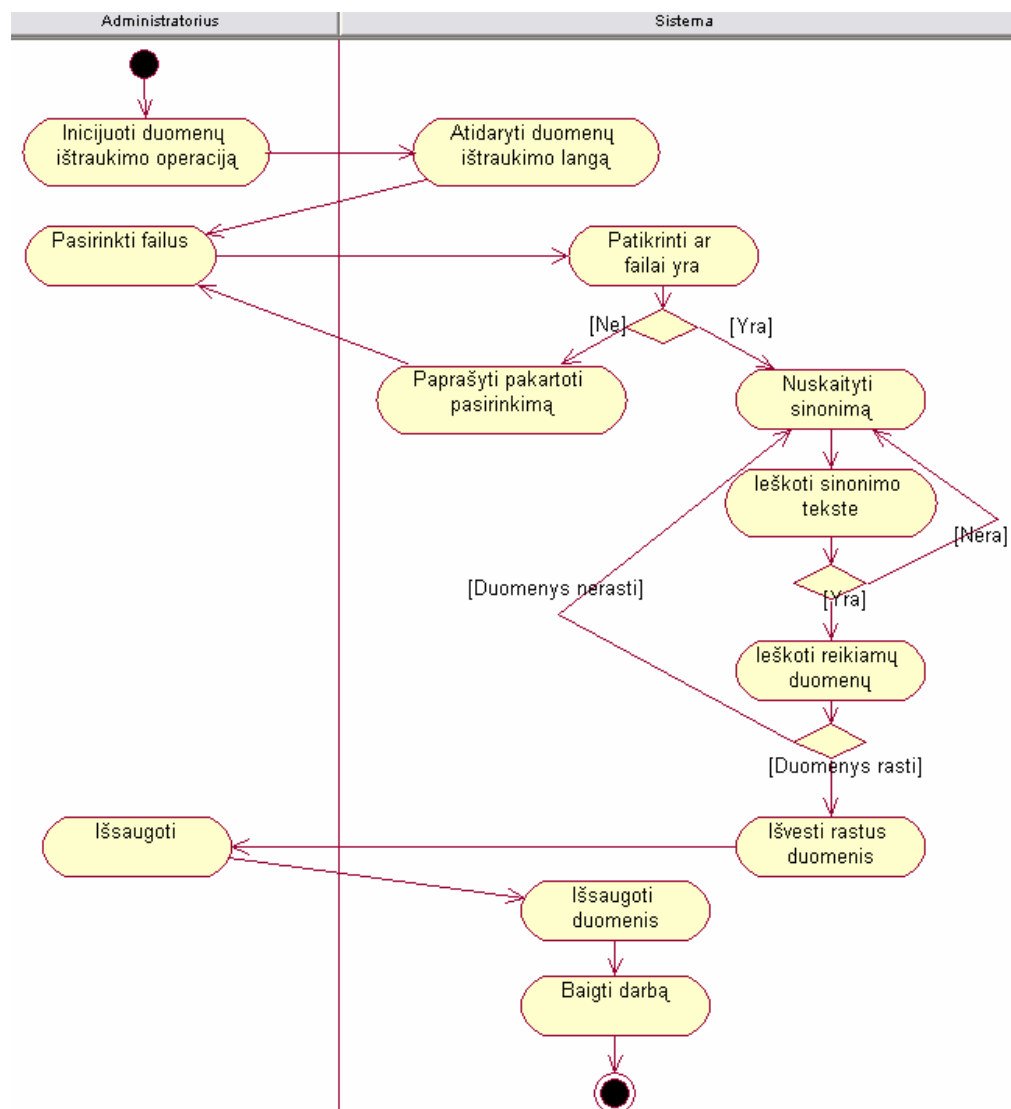 Administratorius
Sistema
Inicijuoti duomenų
ištraukimo operaciją
Atidaryti duomenų
ištraukimo langą
Pasirinkti failus
Patikrinti ar
failai yra
[Ne]
[Yra]
Paprašyti pakartoti
pasirinkimą
Nuskaityti
sinonimą
Ieškoti sinonimo
tekste
[Nera]
[Duomenys nerasti]
[Yra]
Ieškoti reikiamų
duomenų
[Duomenys rasti]
Išsaugoti
Išvesti rastus
duomenis
Išsaugoti
duomenis
Baigti darbą